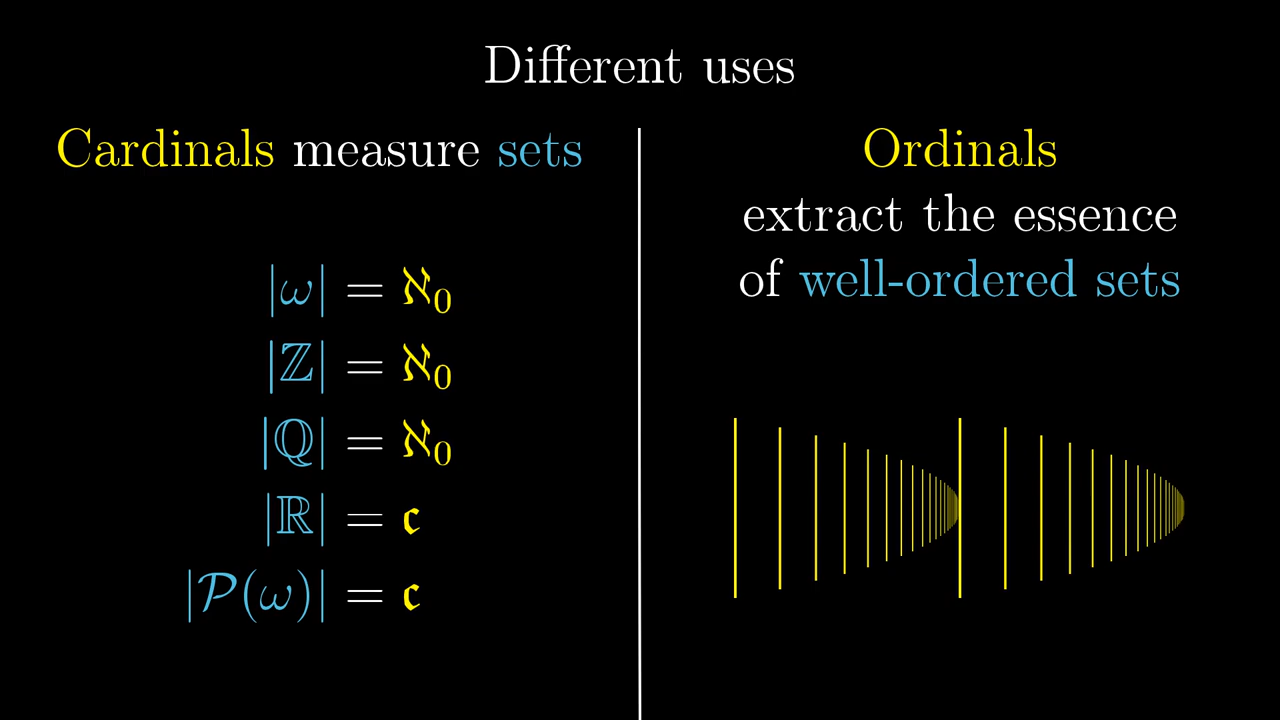 Different uses
Cardinals measure sets
|ω| = ℵ₀
|ℤ| = ℵ₀
|ℚ| = ℵ₀
|ℝ| = 𝔠
|𝒫(ω)| = 𝔠
Ordinals
extract the essence
of well-ordered sets